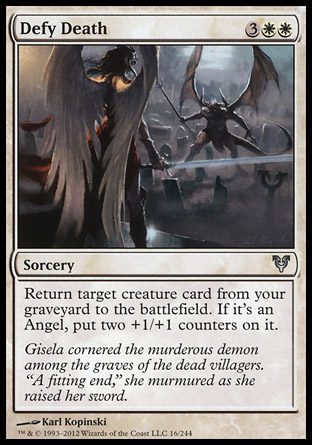 Defy Death 3
Sorcery
Return target creature card from your
graveyard to the battlefield. If it's an
Angel, put two +1/+1 counters on it.
Gisela cornered the murderous demon
among the graves of the dead villagers.
"A fitting end," she murmured as she
raised her sword.
Karl Kopinski
™ & © 1993–2012 Wizards of the Coast LLC 16/244